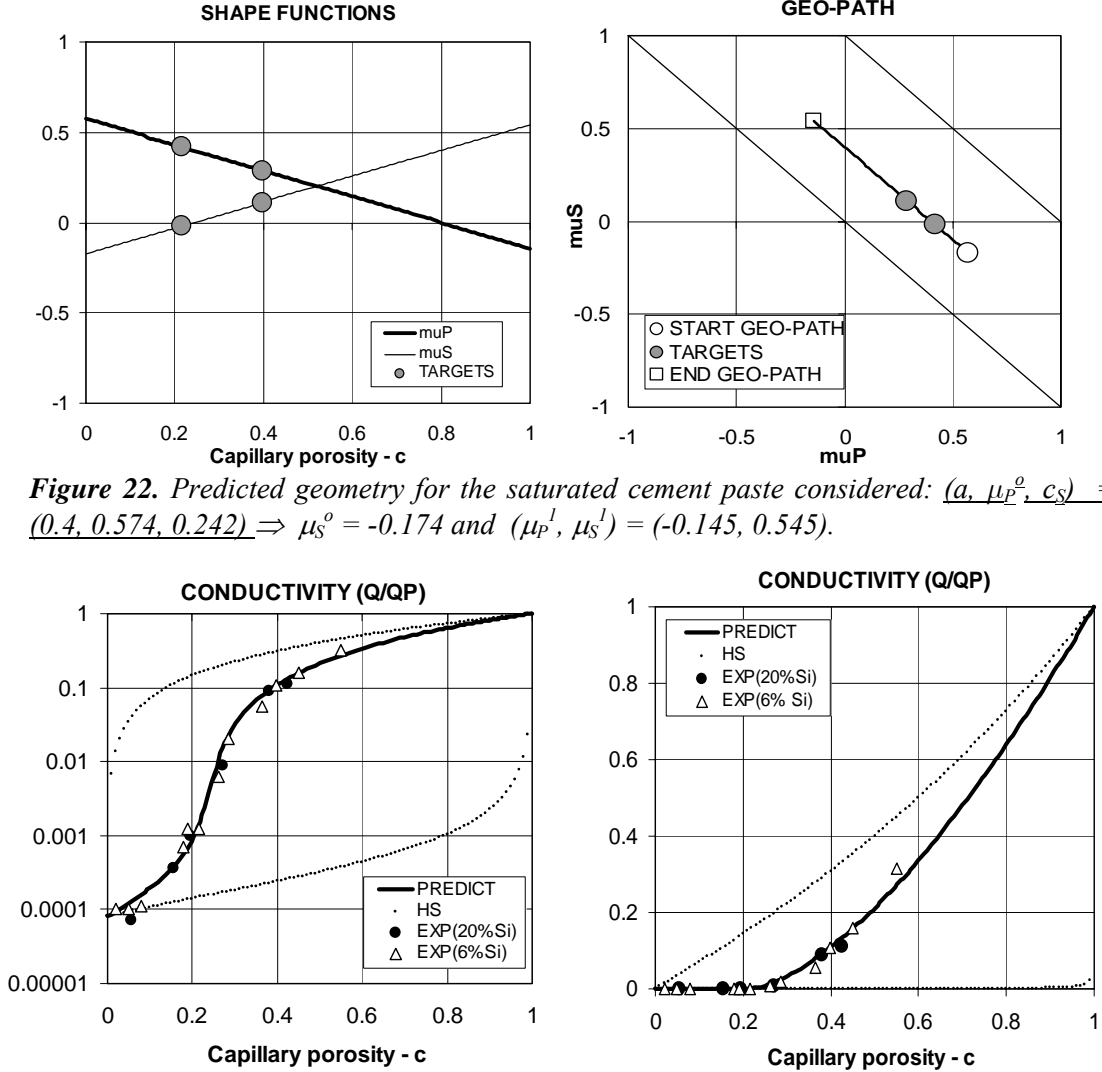 SHAPE FUNCTIONS
1
0.5
0
-0.5
-1
0 0.2 0.4 0.6 0.8 1
Capillary porosity - c
muP
muS
TARGETS
GEO-PATH
muS
1
0.5
0
-0.5
-1
START GEO-PATH
TARGETS
END GEO-PATH
-1 -0.5 0 0.5 1
muP
Figure 22. Predicted geometry for the saturated cement paste considered: (a, μP°, cS) =
(0.4, 0.574, 0.242) ⇒ μS° = -0.174 and (μP¹, μS¹) = (-0.145, 0.545).
CONDUCTIVITY (Q/QP)
1
0.1
0.01
0.001
0.0001
0.00001
PREDICT
HS
EXP(20%Si)
EXP(6%Si)
0 0.2 0.4 0.6 0.8 1
Capillary porosity - c
CONDUCTIVITY (Q/QP)
1
0.8
0.6
0.4
0.2
0
PREDICT
HS
EXP(20%Si)
EXP(6% Si)
0 0.2 0.4 0.6 0.8 1
Capillary porosity - c